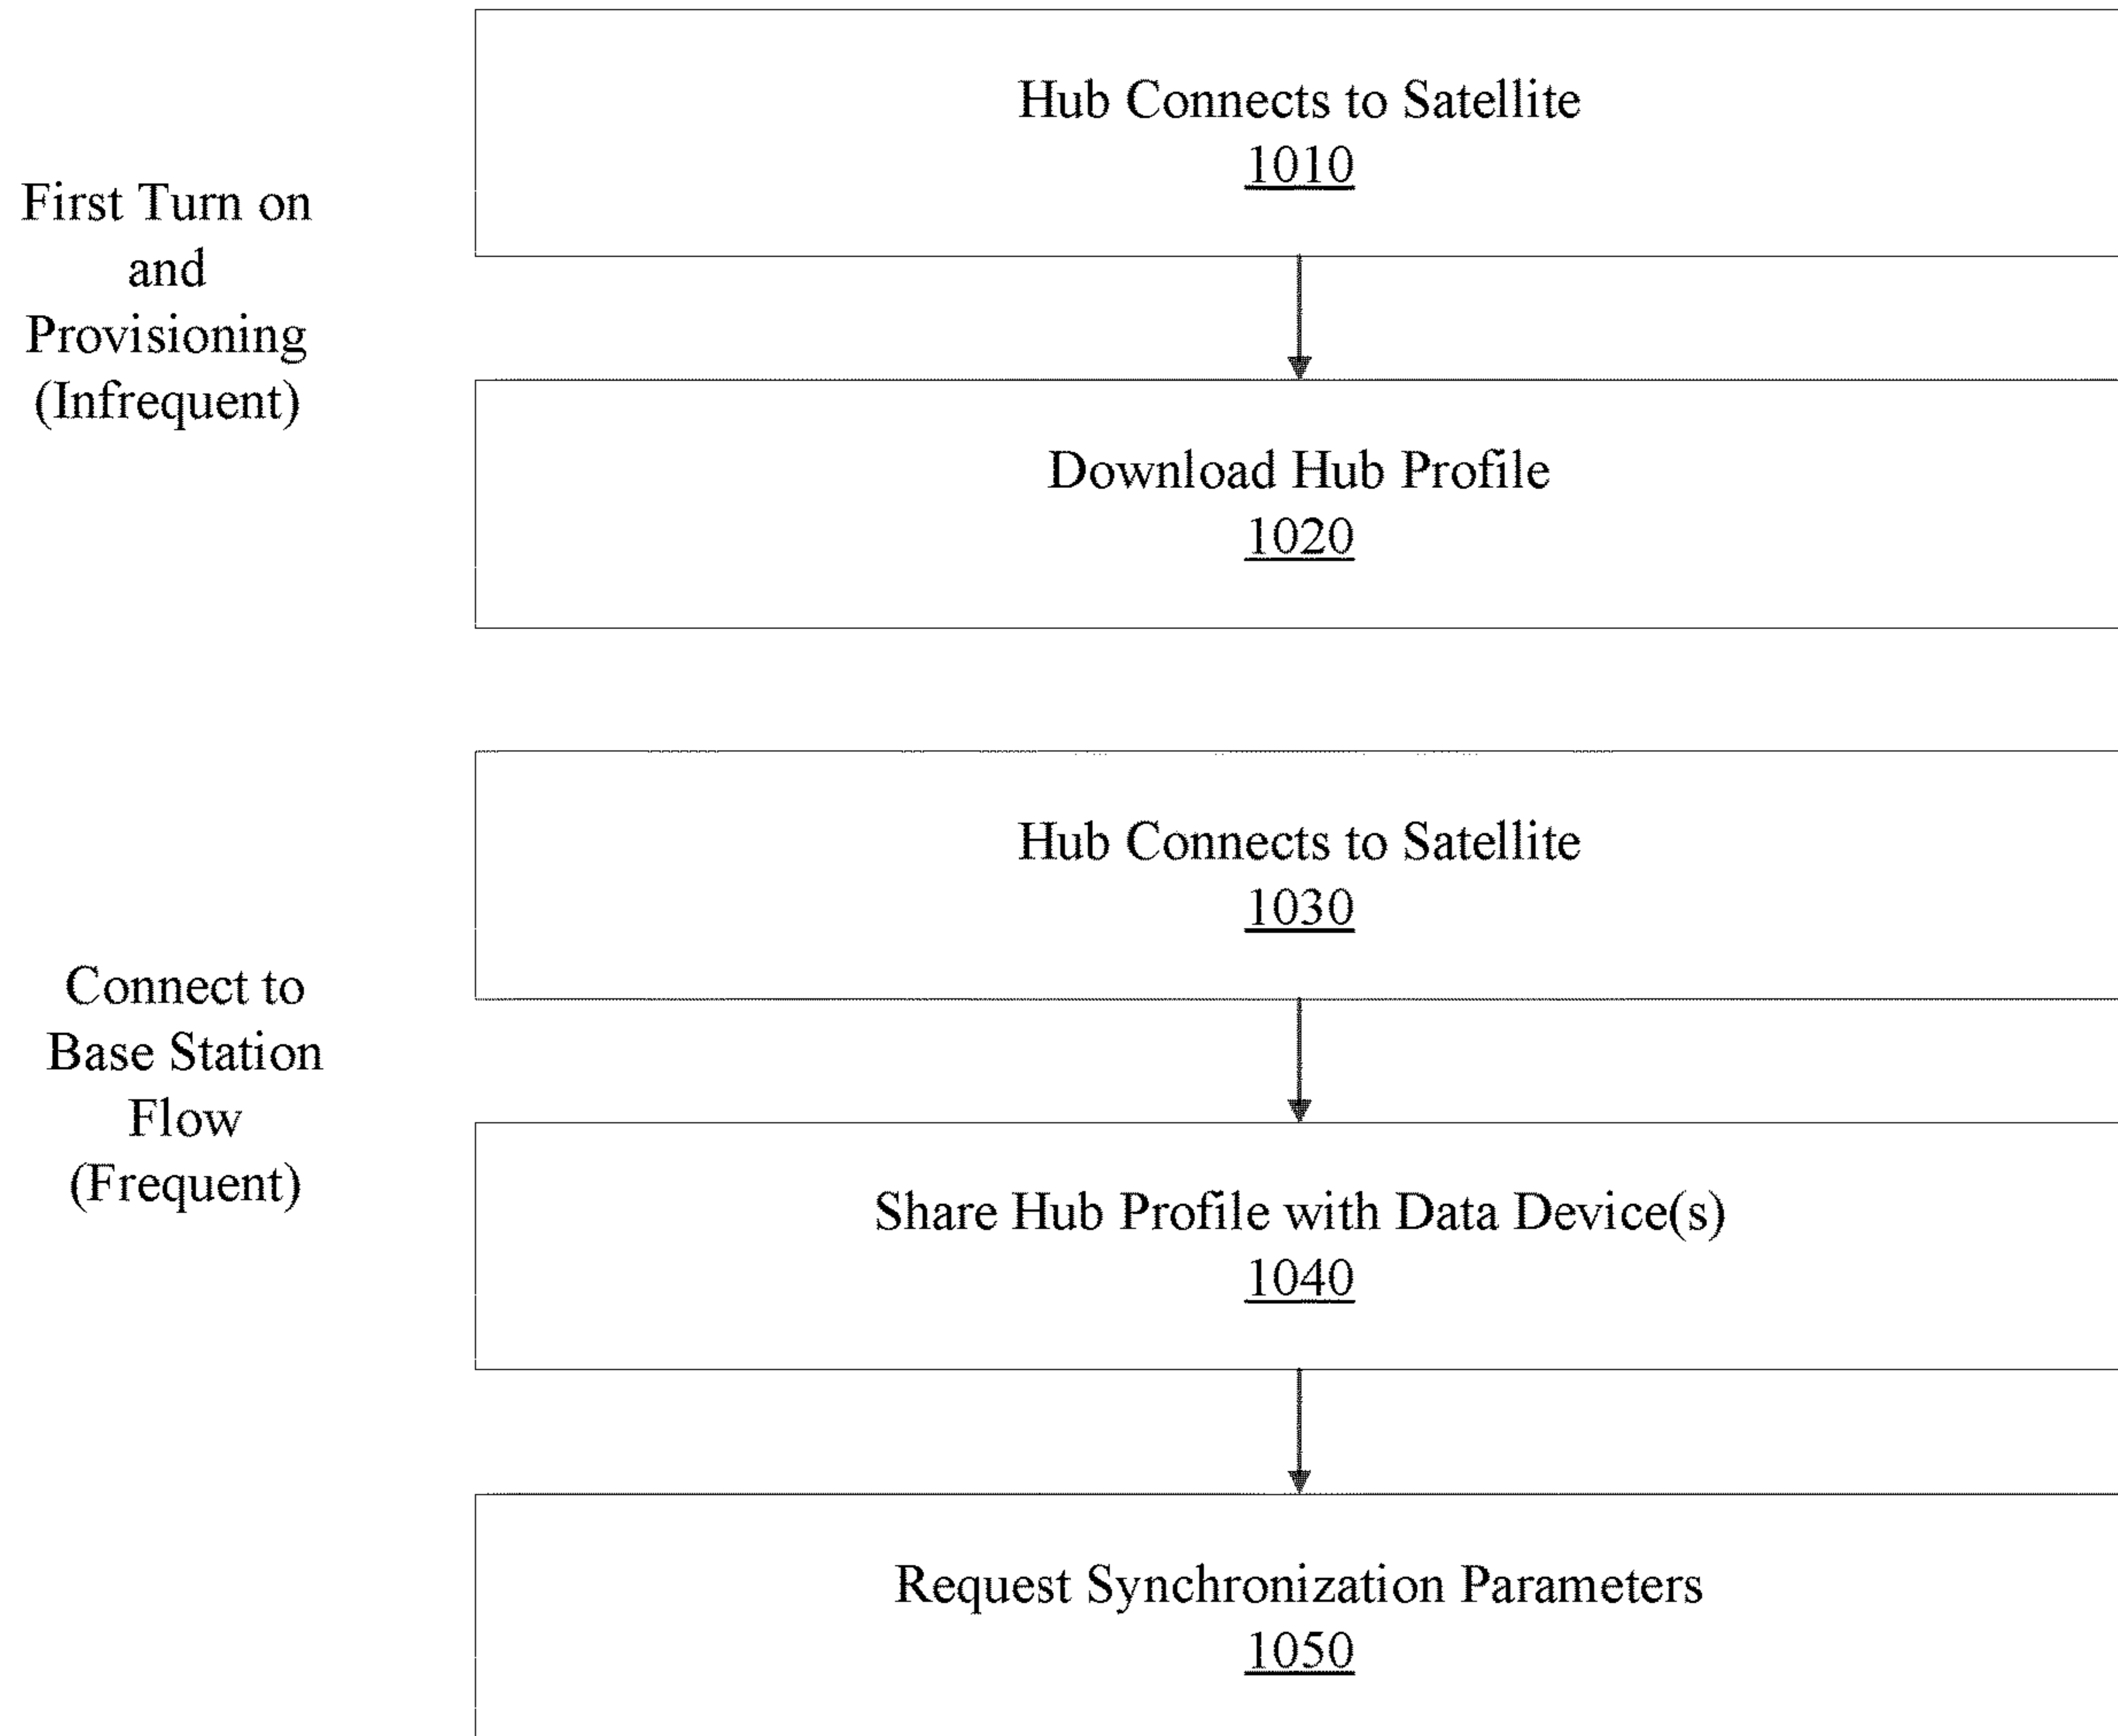 First Turn on
and
Provisioning
(Infrequent)
Hub Connects to Satellite
1010
Download Hub Profile
1020
Connect to
Base Station
Flow
(Frequent)
Hub Connects to Satellite
1030
Share Hub Profile with Data Device(s)
1040
Request Synchronization Parameters
1050